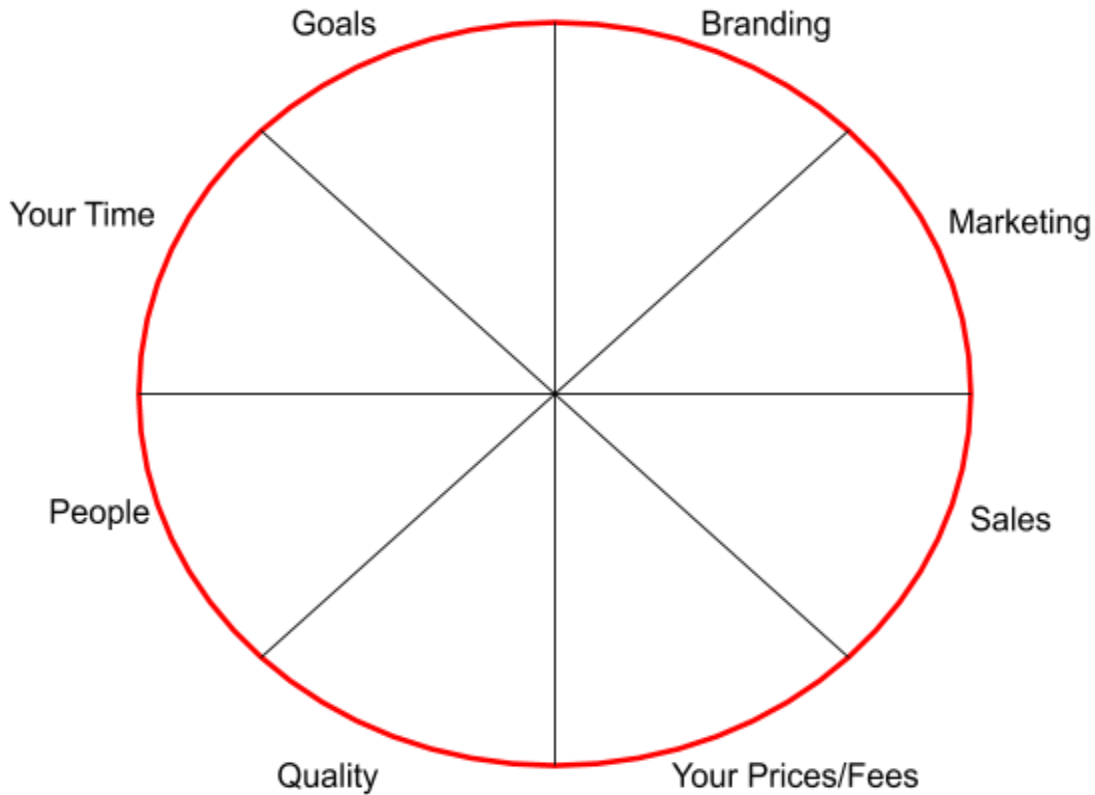 Goals
Branding
Your Time
Marketing
People
Sales
Quality
Your Prices/Fees